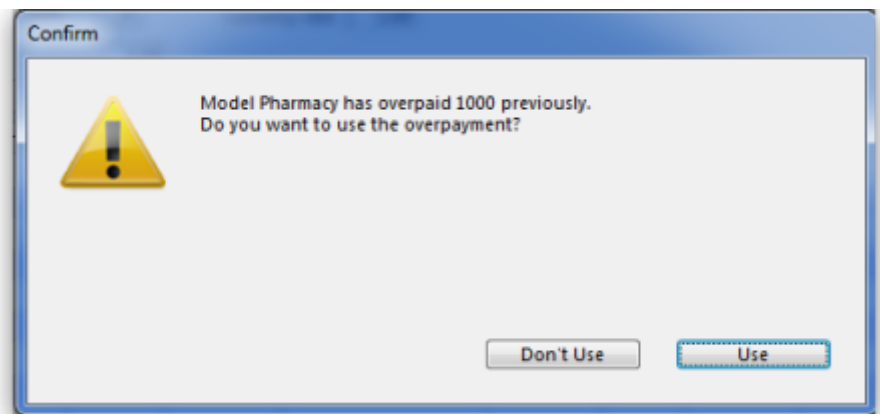 Confirm
Model Pharmacy has overpaid 1000 previously.
Do you want to use the overpayment?
Don't Use
Use